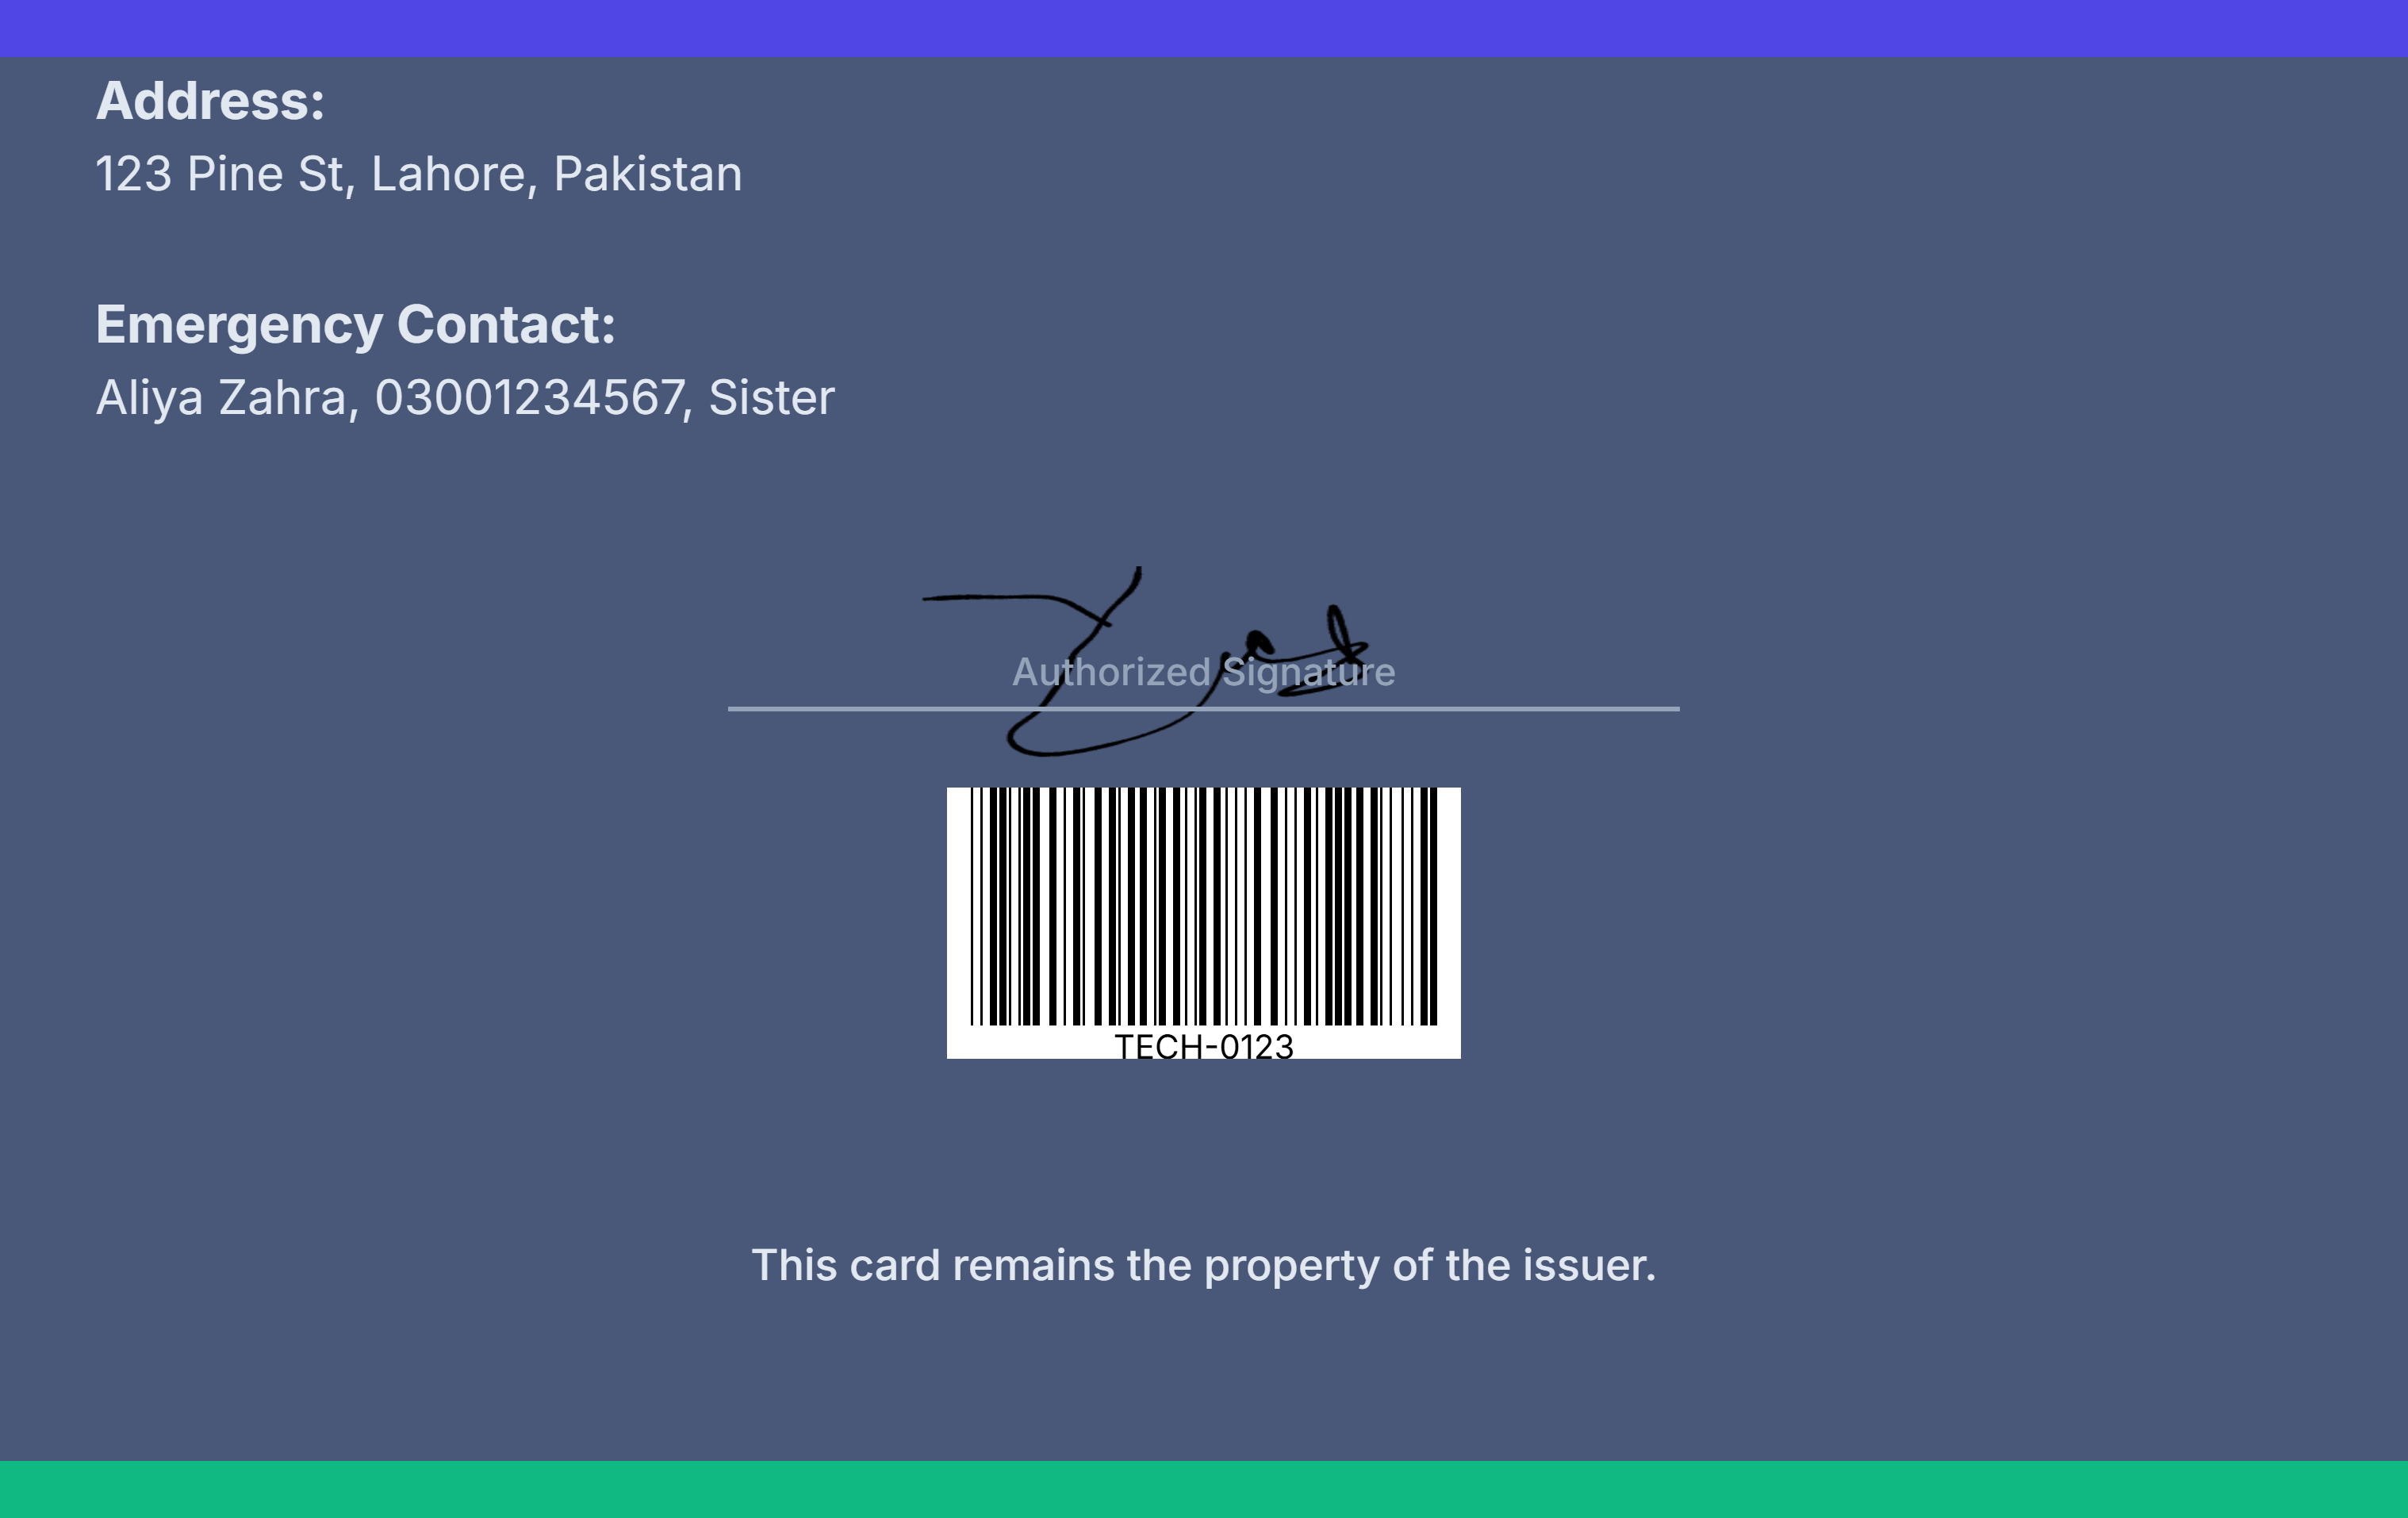 Address:
123 Pine St, Lahore, Pakistan
Emergency Contact:
Aliya Zahra, 03001234567, Sister
Authorized Signature
TECH-0123
This card remains the property of the issuer.